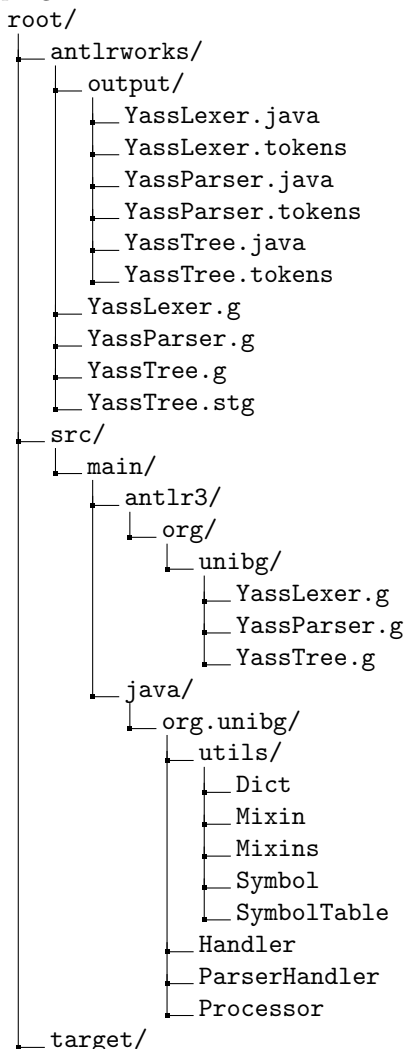 root/
antlrworks/
output/
YassLexer.java
YassLexer.tokens
YassParser.java
YassParser.tokens
YassTree.java
YassTree.tokens
YassLexer.g
YassParser.g
YassTree.g
YassTree.stg
src/
main/
antlr3/
org/
unibg/
YassLexer.g
YassParser.g
YassTree.g
java/
org.unibg/
utils/
Dict
Mixin
Mixins
Symbol
SymbolTable
Handler
ParserHandler
Processor
target/